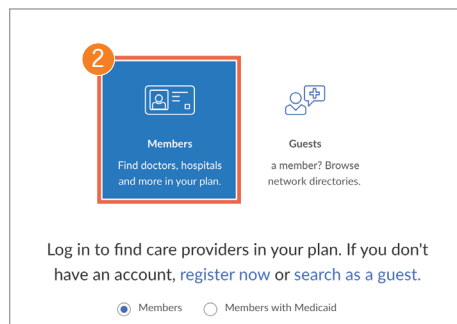 2
Members
Find doctors, hospitals
and more in your plan.
Guests
a member? Browse
network directories.
Log in to find care providers in your plan. If you don't
have an account, register now or search as a guest.
Members
Members with Medicaid